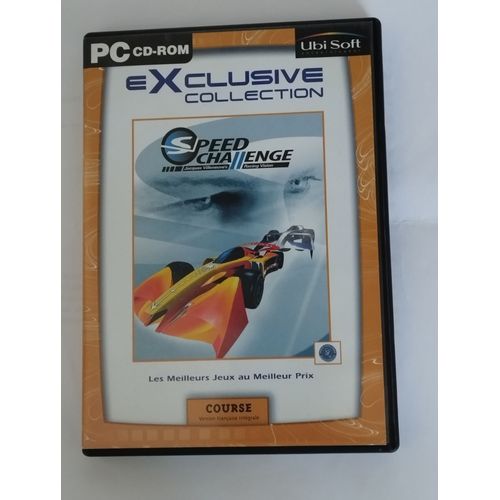 PC CD-ROM
Ubi Soft
ENTERTAINMENT
eXclusive
COLLECTION
SPEED
CHALLENGE
Jacques Villeneuve's Racing Vision
Les Meilleurs Jeux au Meilleur Prix
COURSE
Version française intégrale